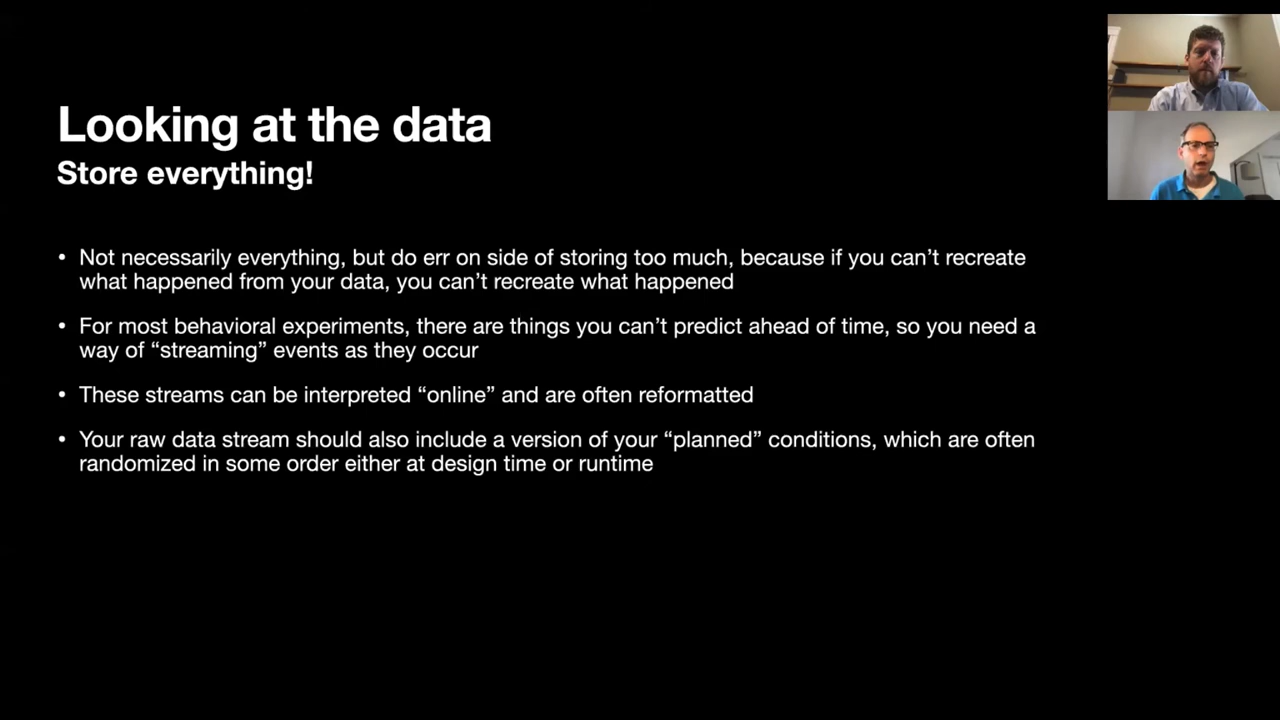 Looking at the data
Store everything!
• Not necessarily everything, but do err on side of storing too much, because if you can’t recreate
what happened from your data, you can’t recreate what happened
• For most behavioral experiments, there are things you can’t predict ahead of time, so you need a
way of “streaming” events as they occur
• These streams can be interpreted “online” and are often reformatted
• Your raw data stream should also include a version of your “planned” conditions, which are often
randomized in some order either at design time or runtime